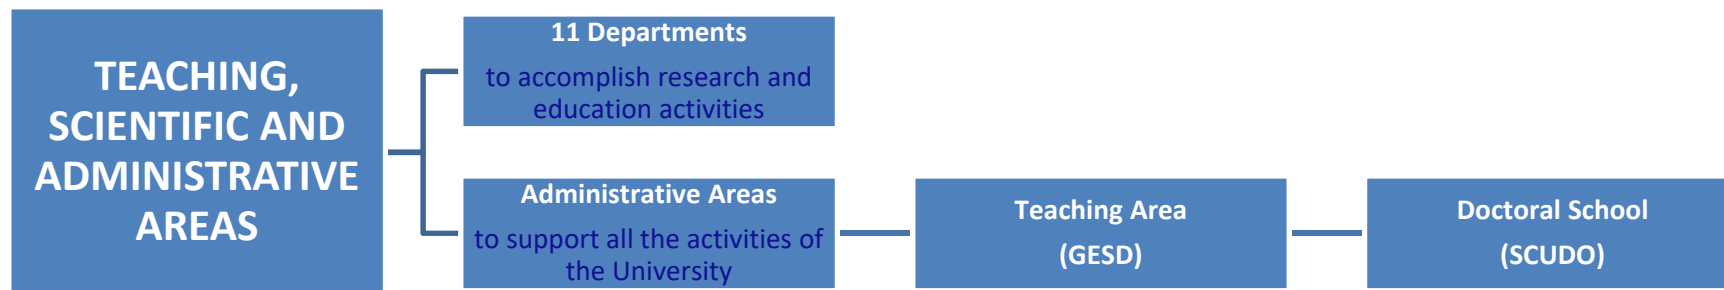 TEACHING,
SCIENTIFIC AND
ADMINISTRATIVE
AREAS
11 Departments
to accomplish research and
education activities
Administrative Areas
to support all the activities of
the University
Teaching Area
(GESD)
Doctoral School
(SCUDO)